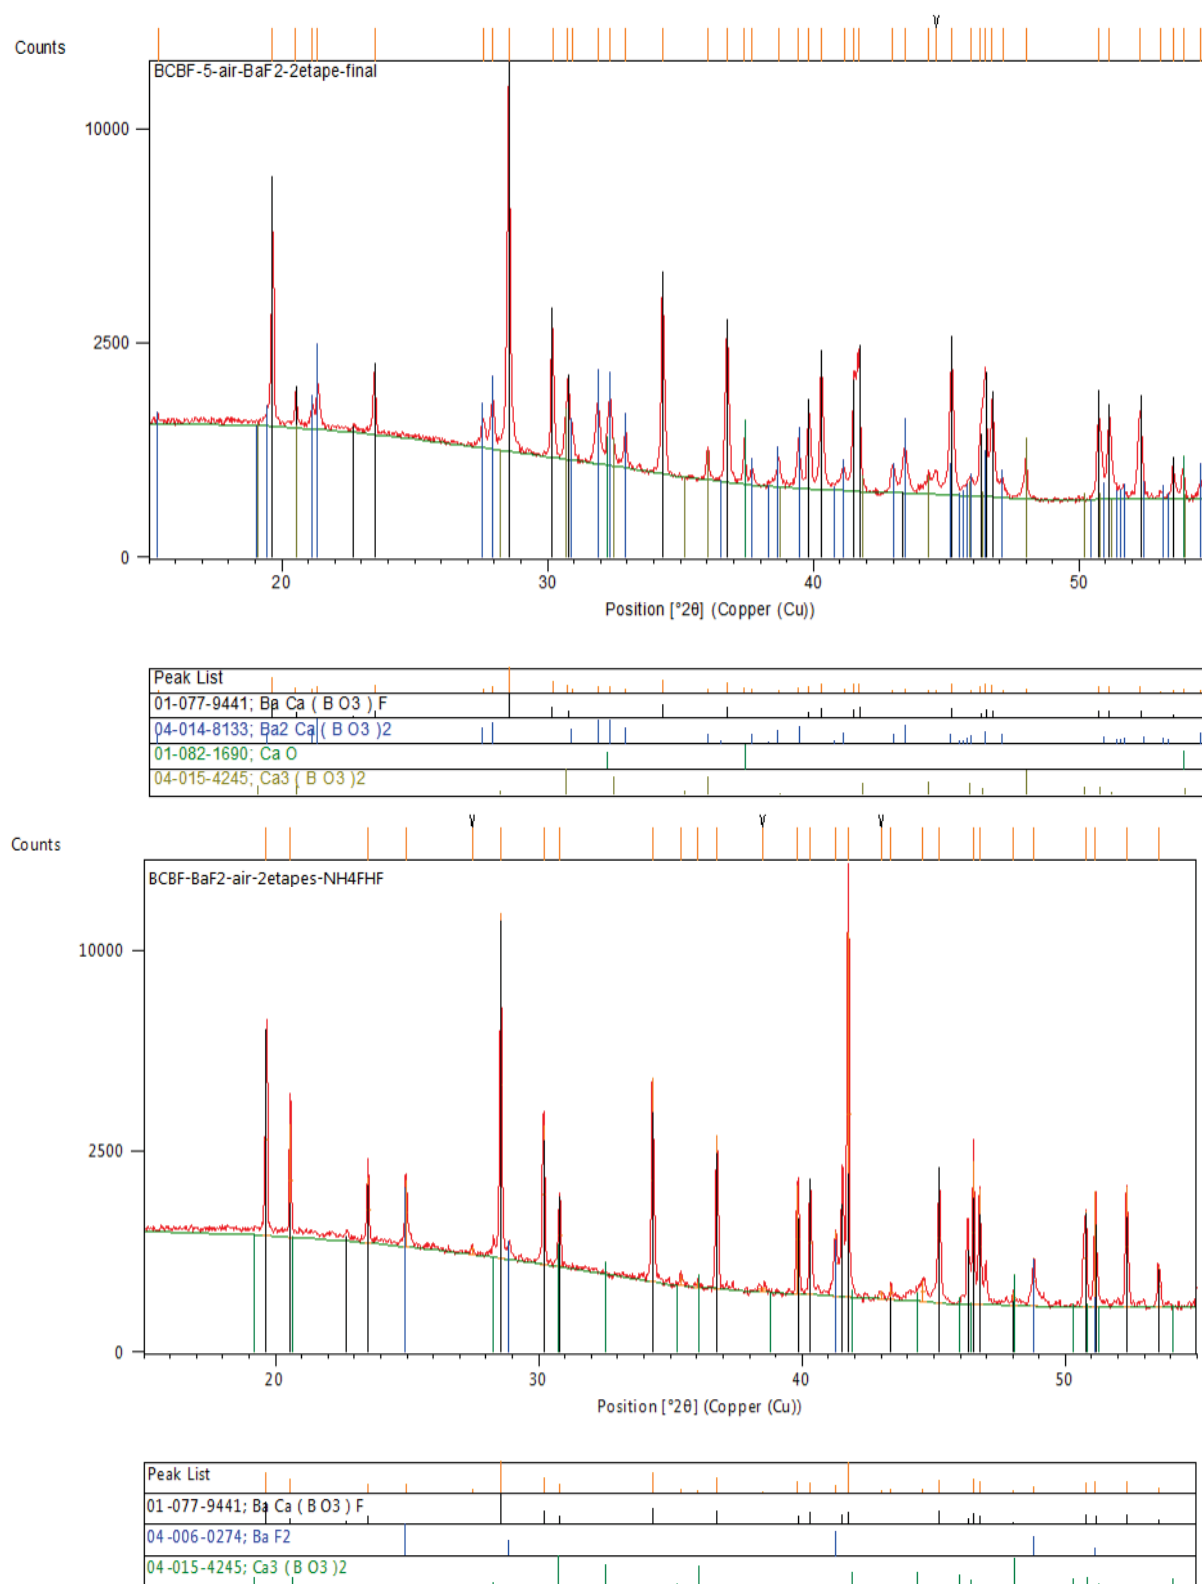 Counts
BCBF-5-air-BaF2-2etape-final
10000
2500
0
20 30 40 50
Position [°2θ] (Copper (Cu))
Peak List
01-077-9441; Ba Ca ( B O3 ) F
04-014-8133; Ba2 Ca ( B O3 )2
01-082-1690; Ca O
04-015-4245; Ca3 ( B O3 )2
Counts
BCBF-BaF2-air-2etapes-NH4FHF
10000
2500
0
20 30 40 50
Position [°2θ] (Copper (Cu))
Peak List
01-077-9441; Ba Ca ( B O3 ) F
04-006-0274; Ba F2
04-015-4245; Ca3 ( B O3 )2